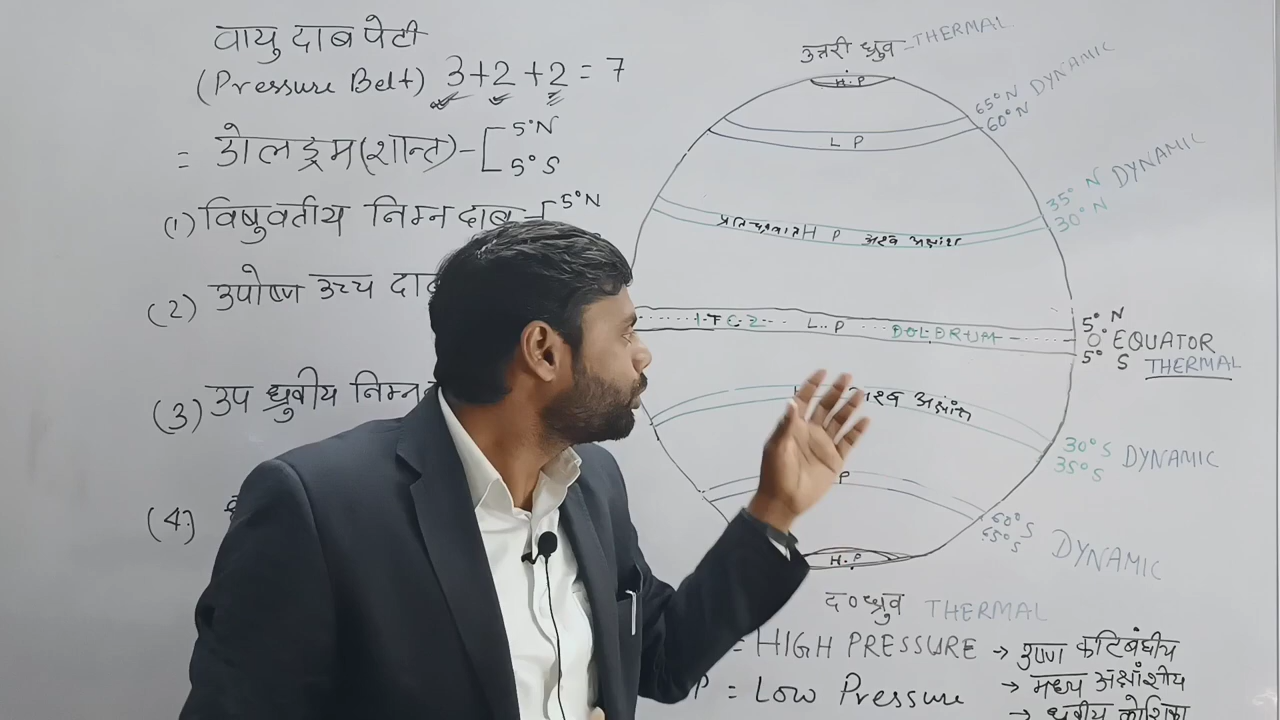 वायु दाब पेटी
(Pressure Belt) 3+2+2=7
= डोलड्रम(शान्त)-[5°N
5°S
(1) विषुवतीय निम्न दाब-[5°N
(2) उपोष्ण उच्च दा
(3) उप ध्रुवीय निम्न
(4)
उत्तरी ध्रुव-THERMAL
H.P
65°N DYNAMIC
60°N
L P
35°N DYNAMIC
30°N
H P अश्व अक्षांश
5°N
I.T.C.Z L.P DOLDRUM
0° EQUATOR
5° S THERMAL
अश्व अक्षांश
30°S DYNAMIC
35°S
P
60°S
65°S DYNAMIC
H.P
द० ध्रुव THERMAL
= HIGH PRESSURE → उष्ण कटिबंधीय
→ मध्य अक्षांशीय
P = Low Pressure
→ ध्रुवीय कोशिका